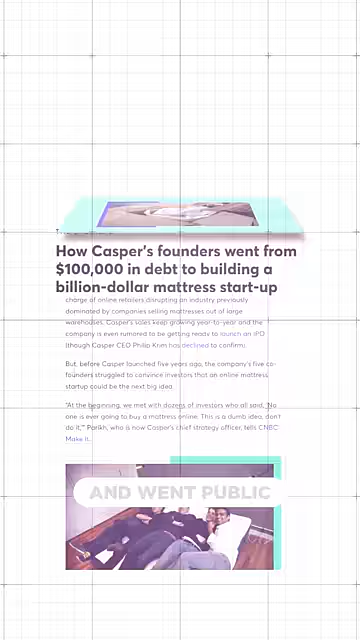 How Casper's founders went from
$100,000 in debt to building a
billion-dollar mattress start-up
charge of online retailers disrupting an industry previously
dominated by companies selling mattresses out of large
warehouses. Casper's sales keep growing year-to-year and the
company is even rumored to be getting ready to launch an IPO
(though Casper CEO Philip Krim has declined to confirm).
But, before Casper launched five years ago, the company's five co-
founders struggled to convince investors that an online mattress
startup could be the next big idea.
"At the beginning, we met with dozens of investors who all said, 'No
one is ever going to buy a mattress online. This is a dumb idea, don't
do it,'" Parikh, who is now Casper's chief strategy officer, tells CNBC
Make It.
AND WENT PUBLIC